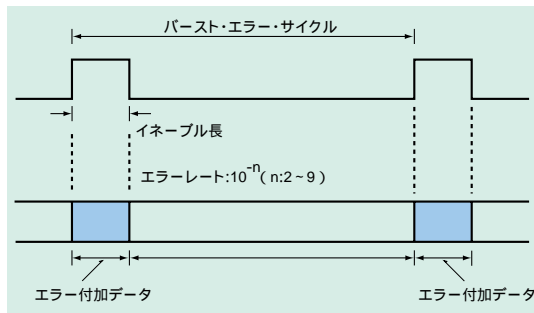 バースト・エラー・サイクル
イネーブル長
エラーレート:10-n(n:2~9)
エラー付加データ
エラー付加データ